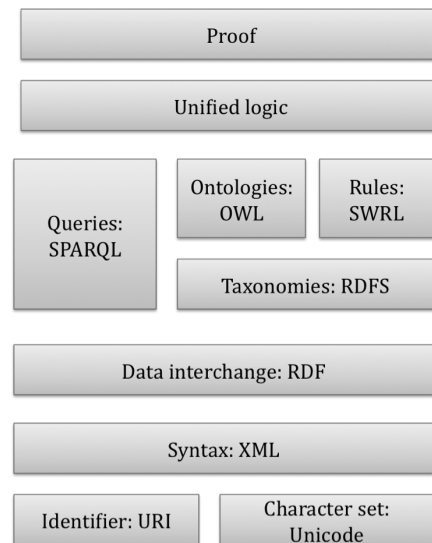 Proof
Unified logic
Queries:
SPARQL
Ontologies:
OWL
Rules:
SWRL
Taxonomies: RDFS
Data interchange: RDF
Syntax: XML
Identifier: URI
Character set:
Unicode